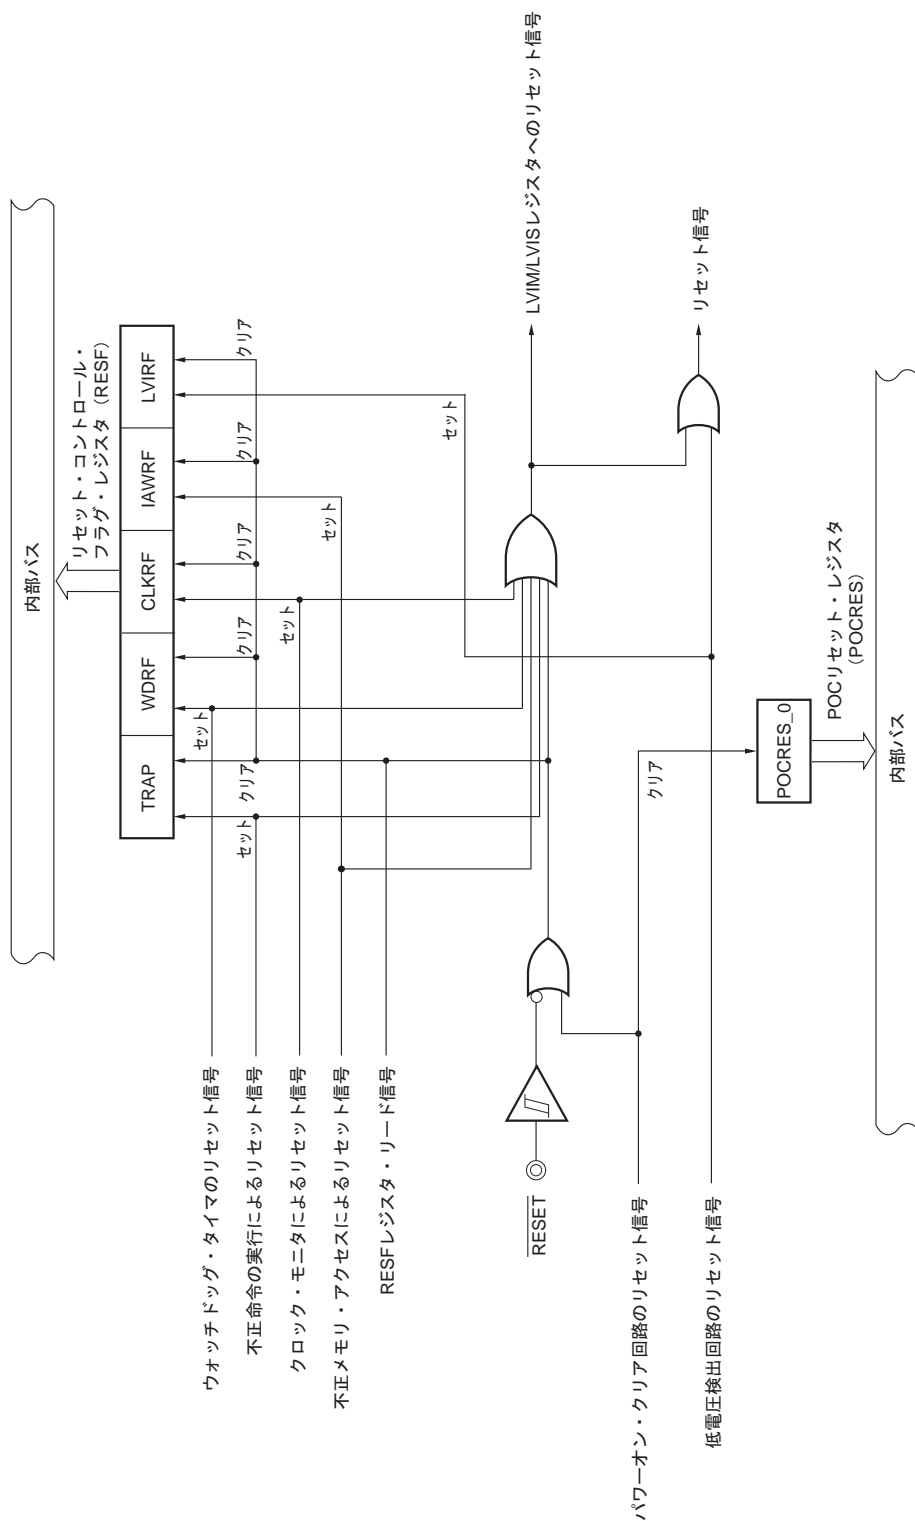 内部バス
リセット・コントロール・
フラグ・レジスタ (RESF)
TRAP
WDRF
CLKRF
IAWRF
LVIRF
セット
クリア
セット
クリア
セット
クリア
セット
クリア
セット
クリア
ウォッチドッグ・タイマのリセット信号
不正命令の実行によるリセット信号
クロック・モニタによるリセット信号
不正メモリ・アクセスによるリセット信号
RESFレジスタ・リード信号
RESET
LVIM/LVISレジスタへのリセット信号
パワーオン・クリア回路のリセット信号
クリア
リセット信号
低電圧検出回路のリセット信号
POCRES_0
POCリセット・レジスタ
(POCRES)
内部バス